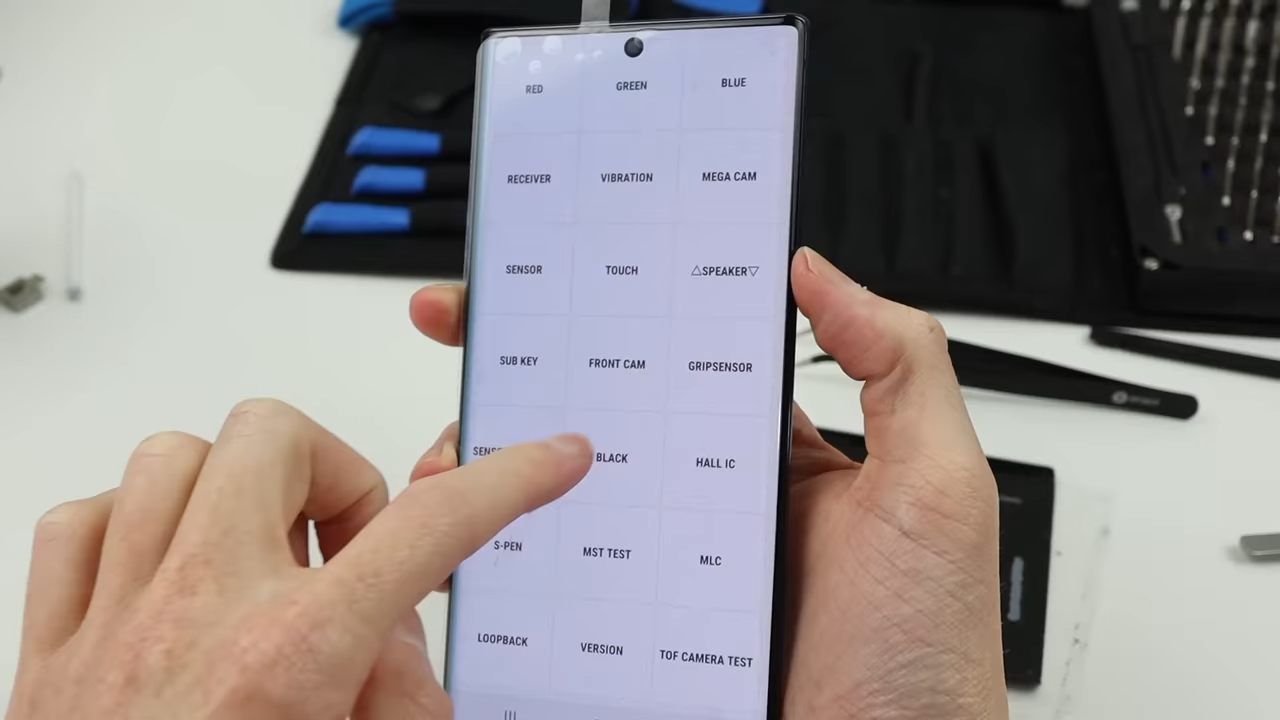 RED GREEN BLUE
RECEIVER VIBRATION MEGA CAM
SENSOR TOUCH △SPEAKER▽
SUB KEY FRONT CAM GRIPSENSOR
BLACK HALL IC
S-PEN MST TEST MLC
LOOPBACK VERSION TOF CAMERA TEST